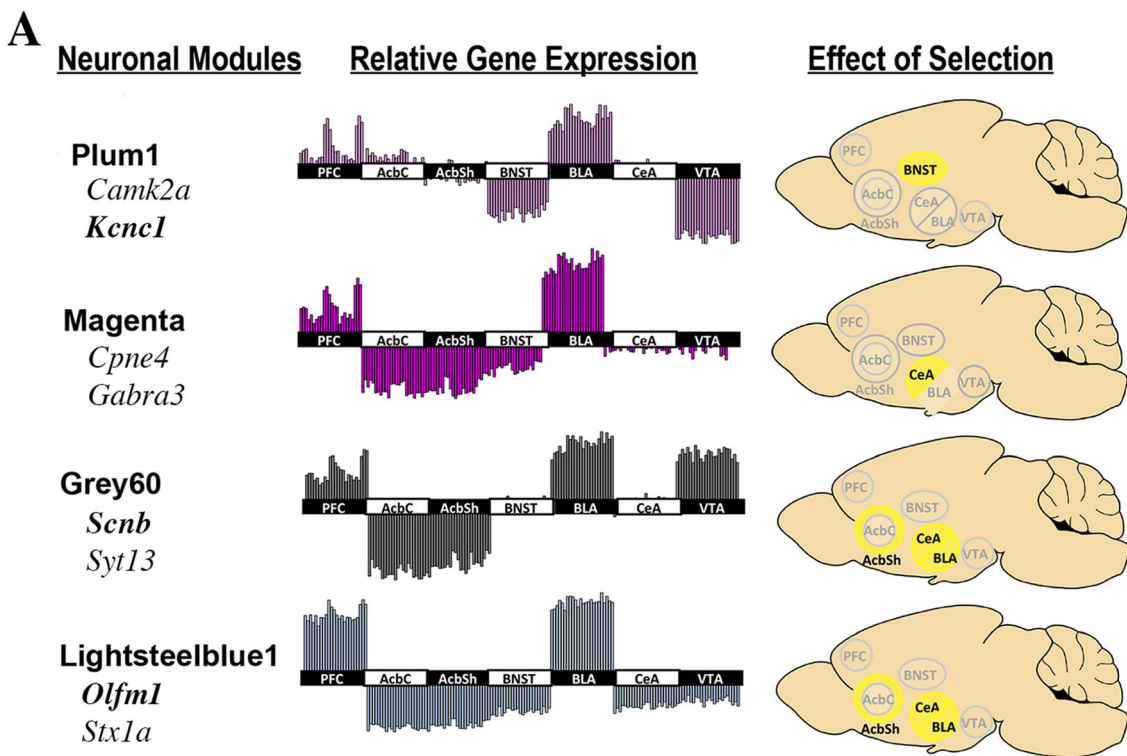 A
Neuronal Modules Relative Gene Expression Effect of Selection
Plum1
Camk2a
Kcnc1
PFC AcbC AcbSh BNST BLA CeA VTA
PFC
BNST
AcbC
CeA
BLA
AcbSh
VTA
Magenta
Cpne4
Gabra3
PFC AcbC AcbSh BNST BLA CeA VTA
PFC
BNST
AcbC
CeA
BLA
AcbSh
VTA
Grey60
Scnb
Syt13
PFC AcbC AcbSh BNST BLA CeA VTA
PFC
BNST
AcbC
CeA
BLA
AcbSh
VTA
Lightsteelblue1
Olfm1
Stx1a
PFC AcbC AcbSh BNST BLA CeA VTA
PFC
BNST
AcbC
CeA
BLA
AcbSh
VTA